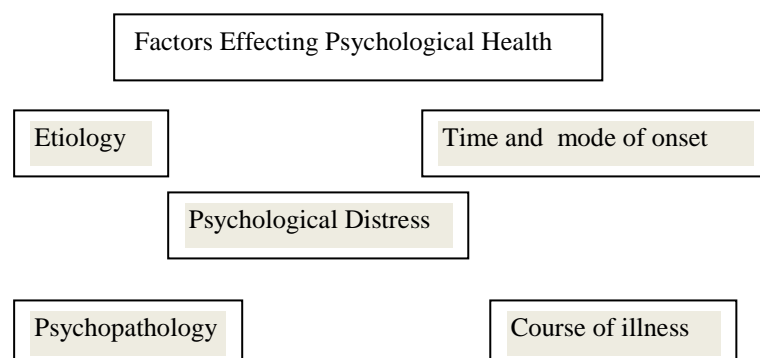 Factors Effecting Psychological Health
Etiology
Time and mode of onset
Psychological Distress
Psychopathology
Course of illness